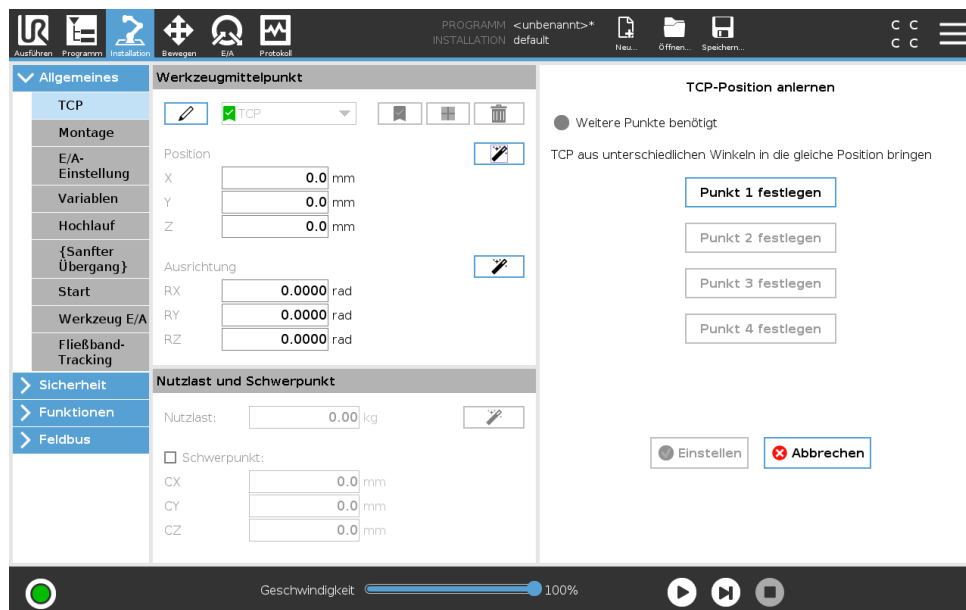 PROGRAMM <unbenannt>*
INSTALLATION default
C C
C C
Ausführen Programm Installation Bewegen E/A Protokoll Neu... Öffnen... Speichern...
Allgemeines
TCP
Montage
E/A-
Einstellung
Variablen
Hochlauf
{Sanfter
Übergang}
Start
Werkzeug E/A
Fließband-
Tracking
Sicherheit
Funktionen
Feldbus
Werkzeugmittelpunkt
TCP
Position
X 0.0 mm
Y 0.0 mm
Z 0.0 mm
Ausrichtung
RX 0.0000 rad
RY 0.0000 rad
RZ 0.0000 rad
Nutzlast und Schwerpunkt
Nutzlast: 0.00 kg
Schwerpunkt:
CX 0.0 mm
CY 0.0 mm
CZ 0.0 mm
TCP-Position anlernen
Weitere Punkte benötigt
TCP aus unterschiedlichen Winkeln in die gleiche Position bringen
Punkt 1 festlegen
Punkt 2 festlegen
Punkt 3 festlegen
Punkt 4 festlegen
Einstellen Abbrechen
Geschwindigkeit 100%